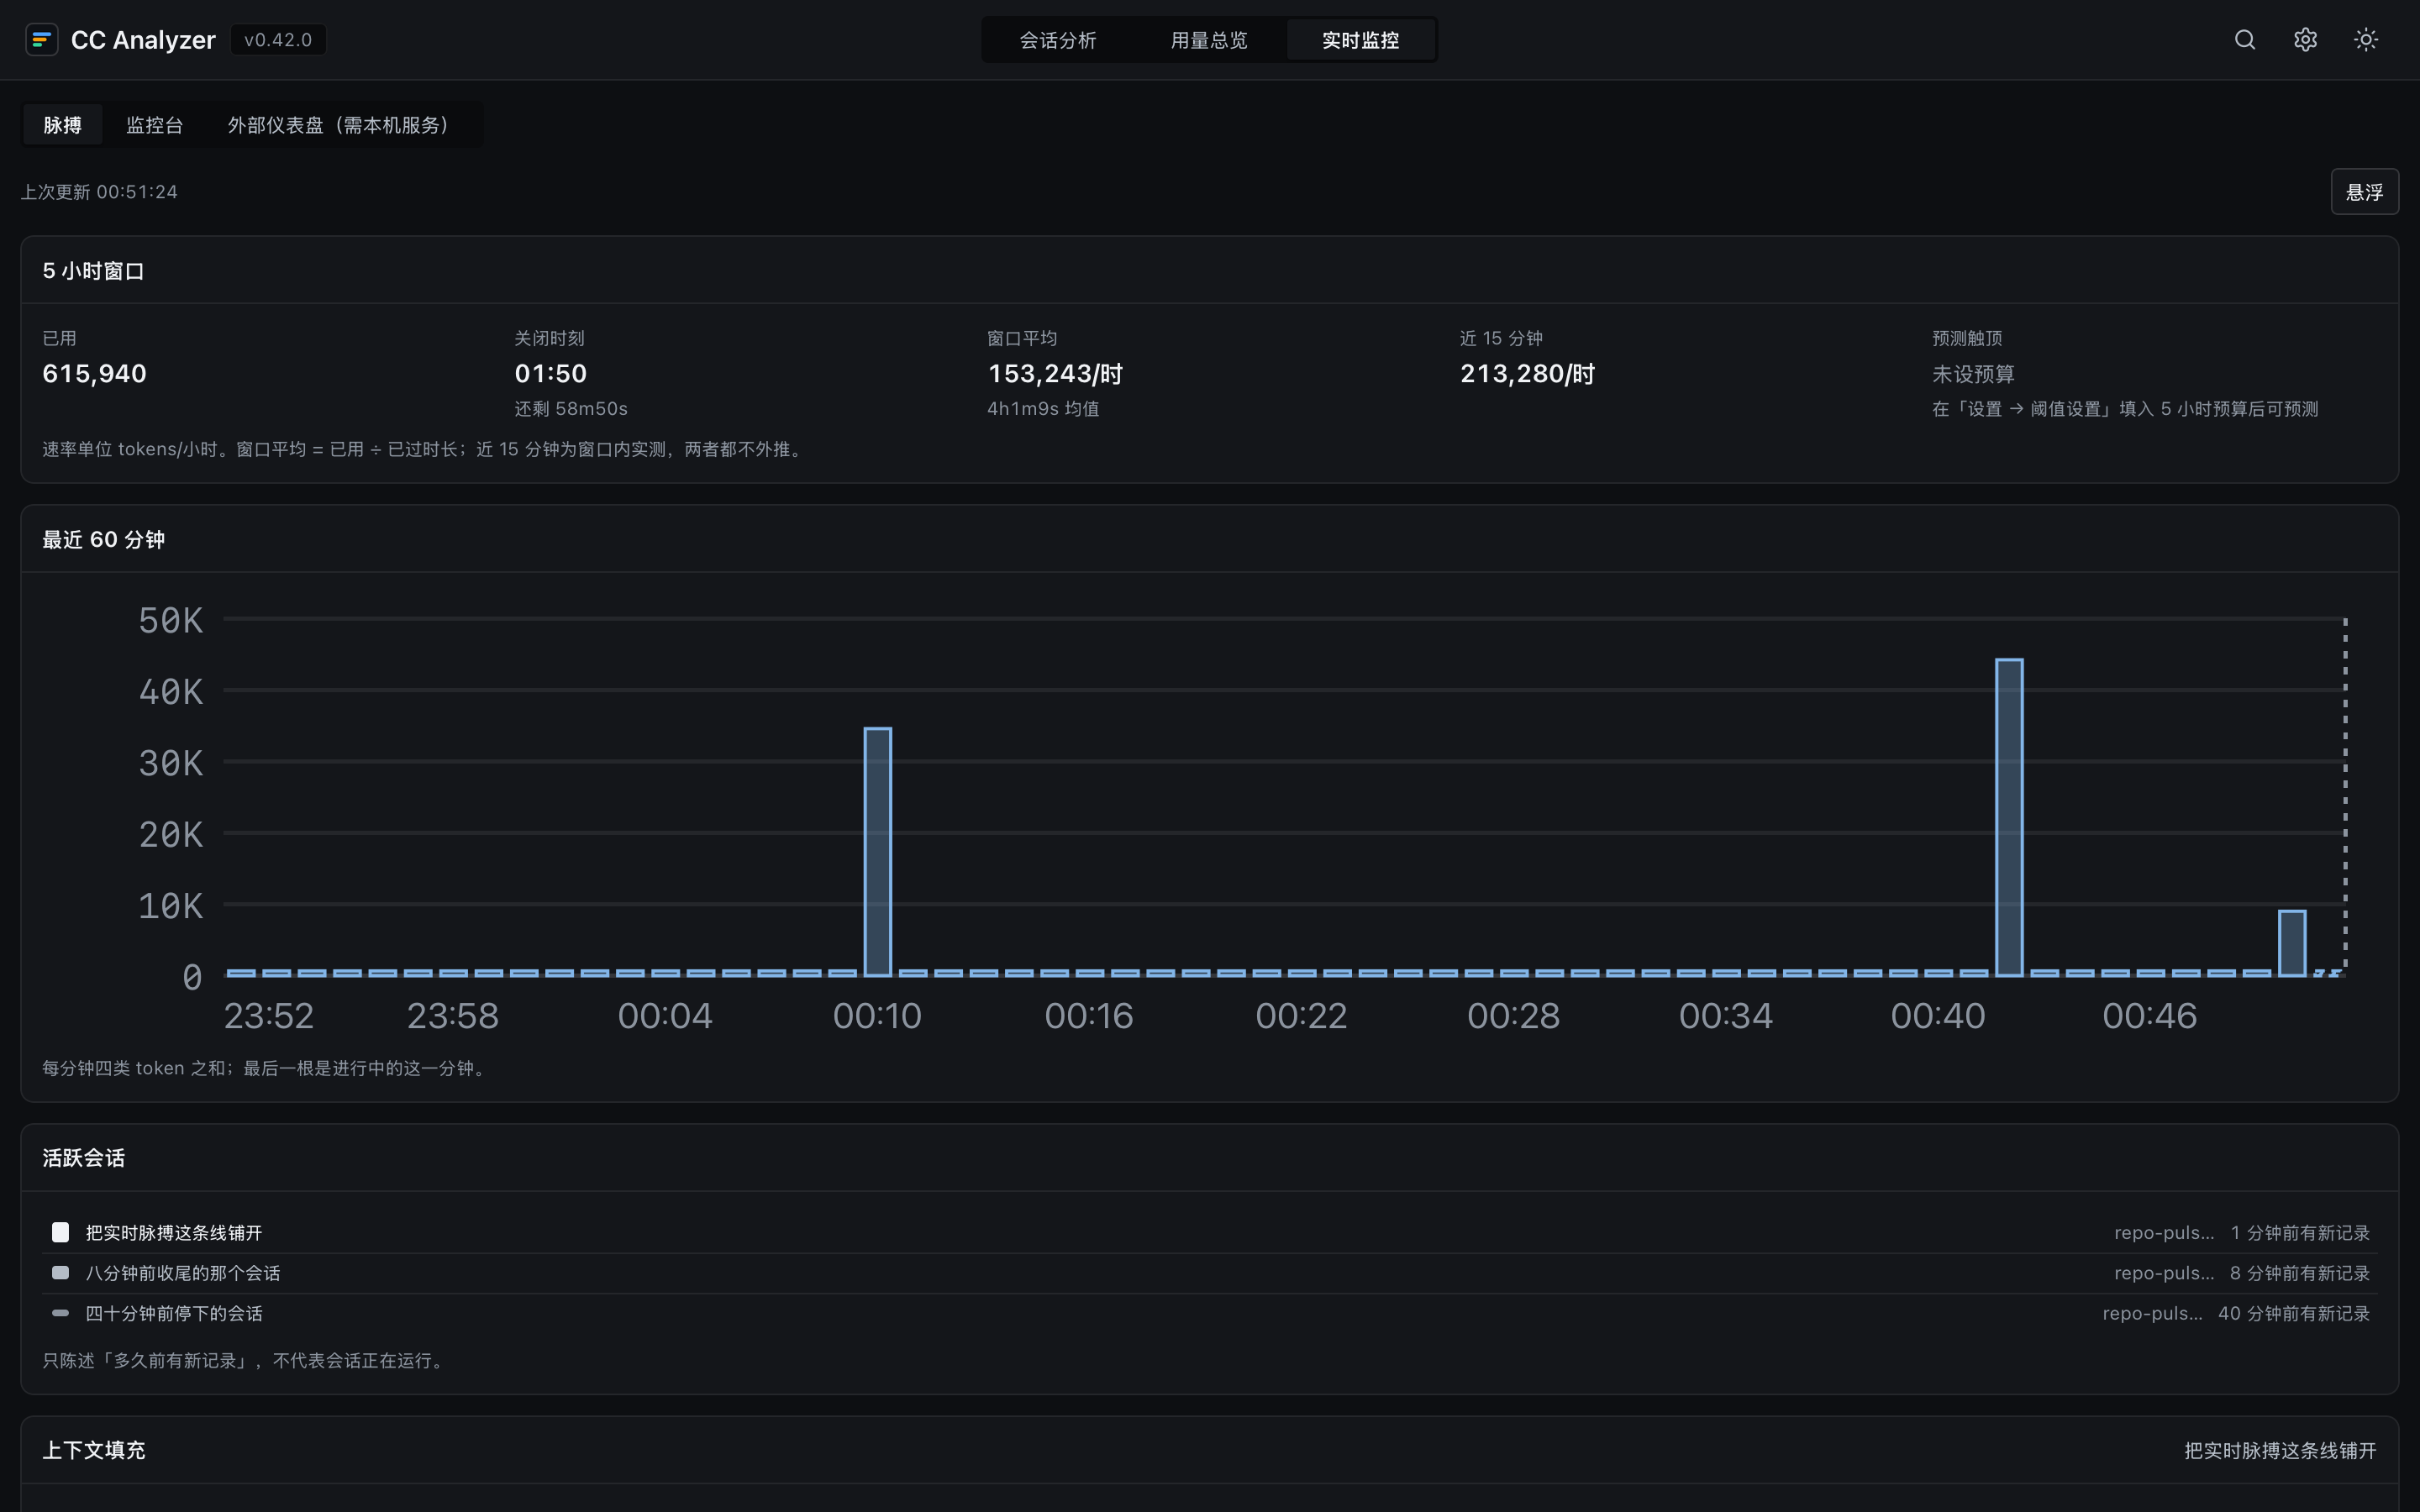 CC Analyzer v0.42.0
会话分析 用量总览 实时监控
脉搏 监控台 外部仪表盘（需本机服务）
上次更新 00:51:24
悬浮
5 小时窗口
已用 关闭时刻 窗口平均 近 15 分钟 预测触顶
615,940 01:50 153,243/时 213,280/时 未设预算
还剩 58m50s 4h1m9s 均值 在「设置 → 阈值设置」填入 5 小时预算后可预测
速率单位 tokens/小时。窗口平均 = 已用 ÷ 已过时长；近 15 分钟为窗口内实测，两者都不外推。
最近 60 分钟
50K
40K
30K
20K
10K
0
23:52 23:58 00:04 00:10 00:16 00:22 00:28 00:34 00:40 00:46
每分钟四类 token 之和；最后一根是进行中的这一分钟。
活跃会话
把实时脉搏这条线铺开 repo-puls... 1 分钟前有新记录
八分钟前收尾的那个会话 repo-puls... 8 分钟前有新记录
四十分钟前停下的会话 repo-puls... 40 分钟前有新记录
只陈述「多久前有新记录」，不代表会话正在运行。
上下文填充 把实时脉搏这条线铺开